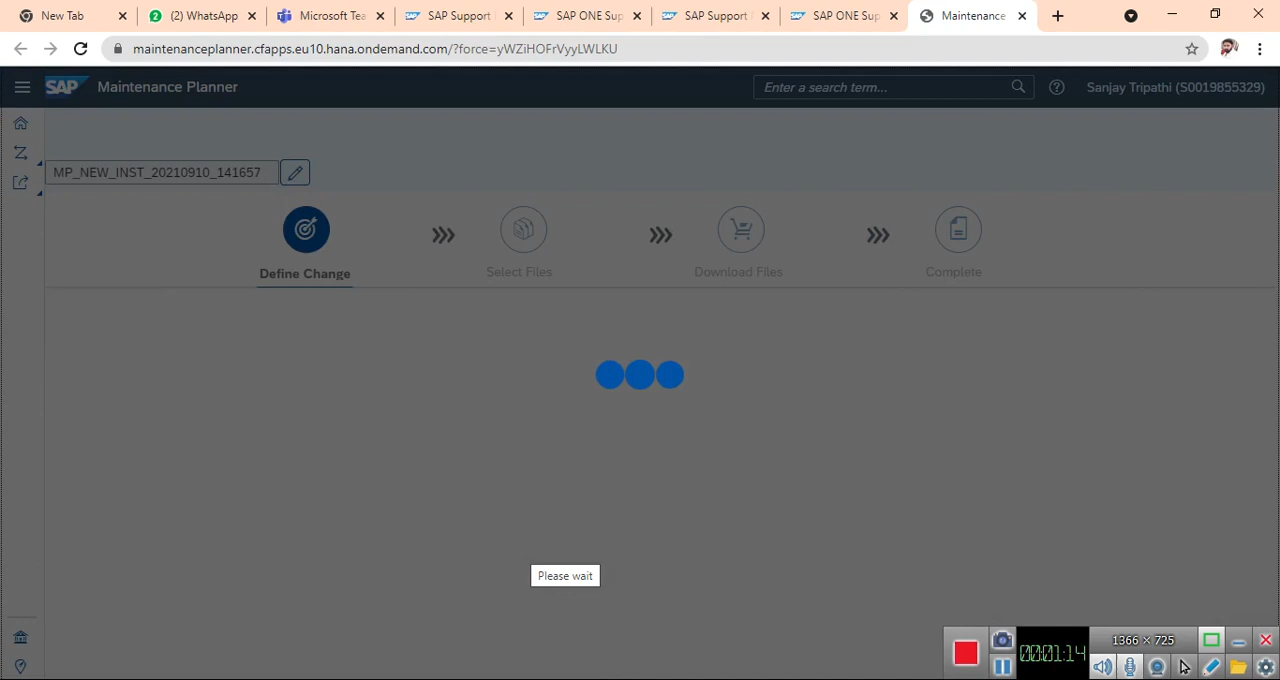 New Tab
(2) WhatsApp
Microsoft Tea
SAP Support
SAP ONE Sup
SAP Support
SAP ONE Sup
Maintenance
maintenanceplanner.cfapps.eu10.hana.ondemand.com/?force=yWZiHOFrVyyLWLKU
SAP Maintenance Planner
Enter a search term...
Sanjay Tripathi (S0019855329)
MP_NEW_INST_20210910_141657
Define Change
Select Files
Download Files
Complete
Please wait
1366 × 725
00:01:14